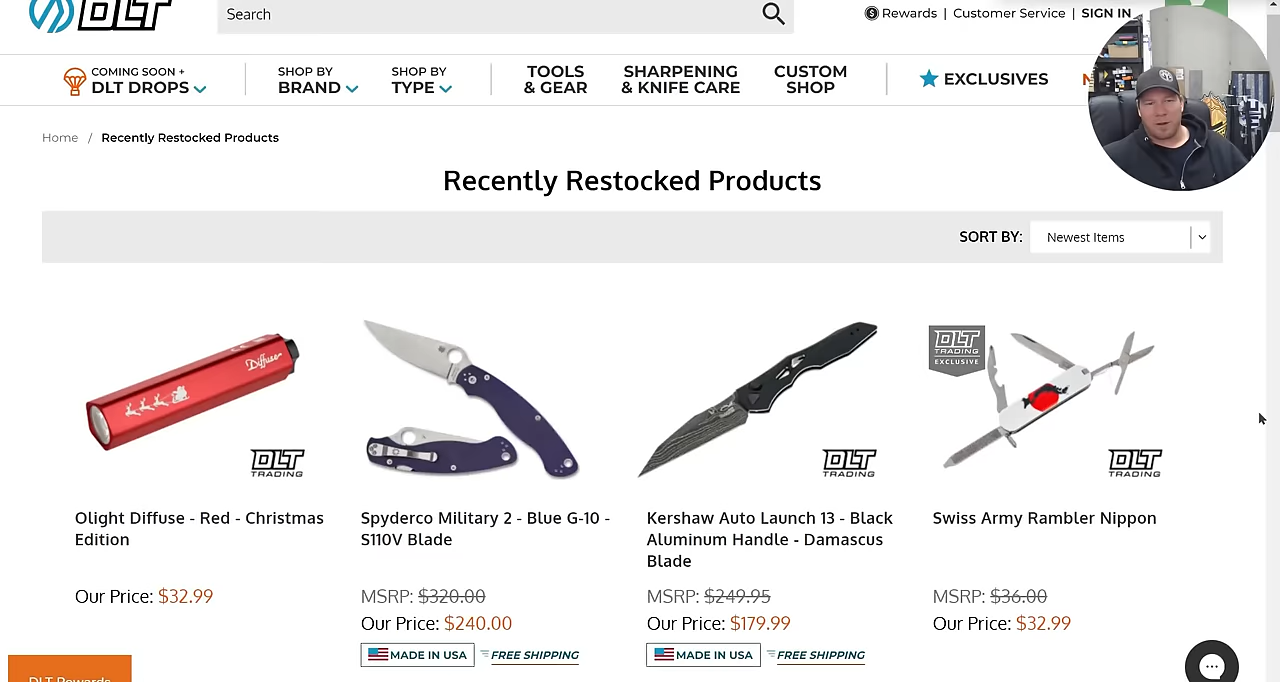 DLT
Search
Rewards | Customer Service | SIGN IN
COMING SOON +
DLT DROPS
SHOP BY
BRAND
SHOP BY
TYPE
TOOLS
& GEAR
SHARPENING
& KNIFE CARE
CUSTOM
SHOP
EXCLUSIVES
Home / Recently Restocked Products
Recently Restocked Products
SORT BY: Newest Items
Diffuse
DLT
TRADING
DLT
TRADING
DLT
TRADING
EXCLUSIVE
DLT
TRADING
Olight Diffuse - Red - Christmas
Edition
Our Price: $32.99
Spyderco Military 2 - Blue G-10 -
S110V Blade
MSRP: $320.00
Our Price: $240.00
MADE IN USA FREE SHIPPING
Kershaw Auto Launch 13 - Black
Aluminum Handle - Damascus
Blade
MSRP: $249.95
Our Price: $179.99
MADE IN USA FREE SHIPPING
Swiss Army Rambler Nippon
MSRP: $36.00
Our Price: $32.99
DLT Rewards